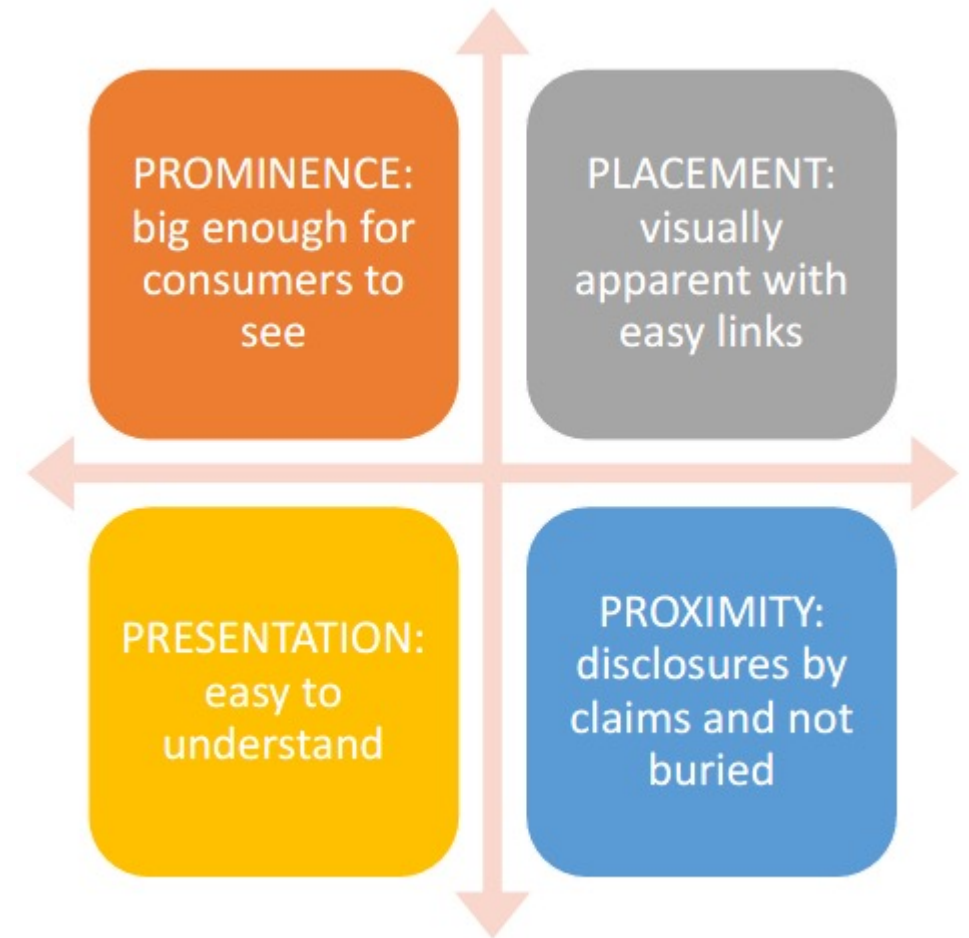 PROMINENCE:
big enough for
consumers to
see
PLACEMENT:
visually
apparent with
easy links
PRESENTATION:
easy to
understand
PROXIMITY:
disclosures by
claims and not
buried